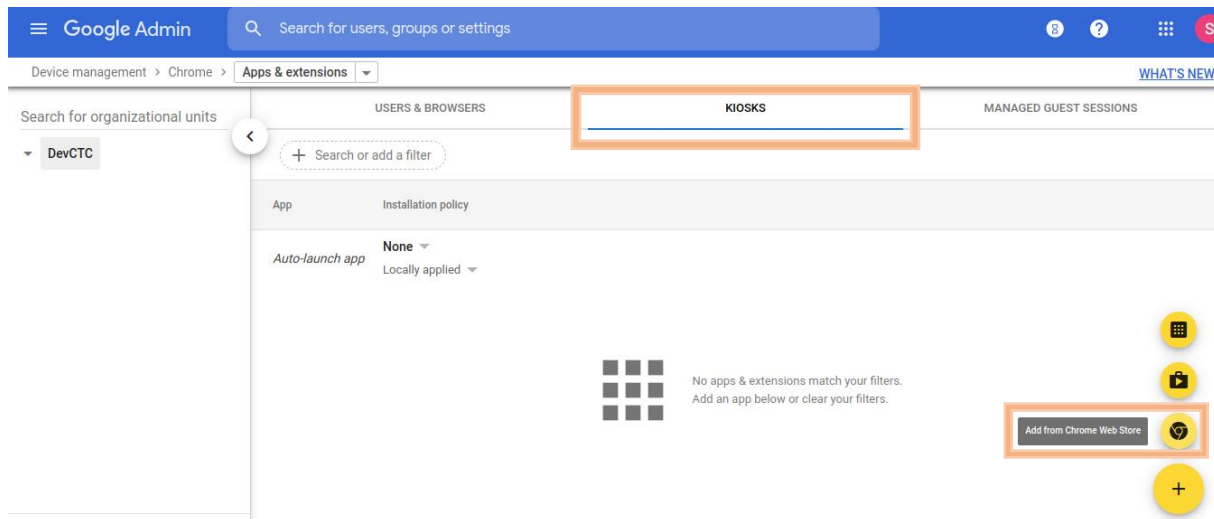 Google Admin
Search for users, groups or settings
Device management > Chrome > Apps & extensions
WHAT'S NEW
Search for organizational units
DevCTC
USERS & BROWSERS
KIOSKS
MANAGED GUEST SESSIONS
+ Search or add a filter
App
Installation policy
Auto-launch app
None
Locally applied
No apps & extensions match your filters.
Add an app below or clear your filters.
Add from Chrome Web Store